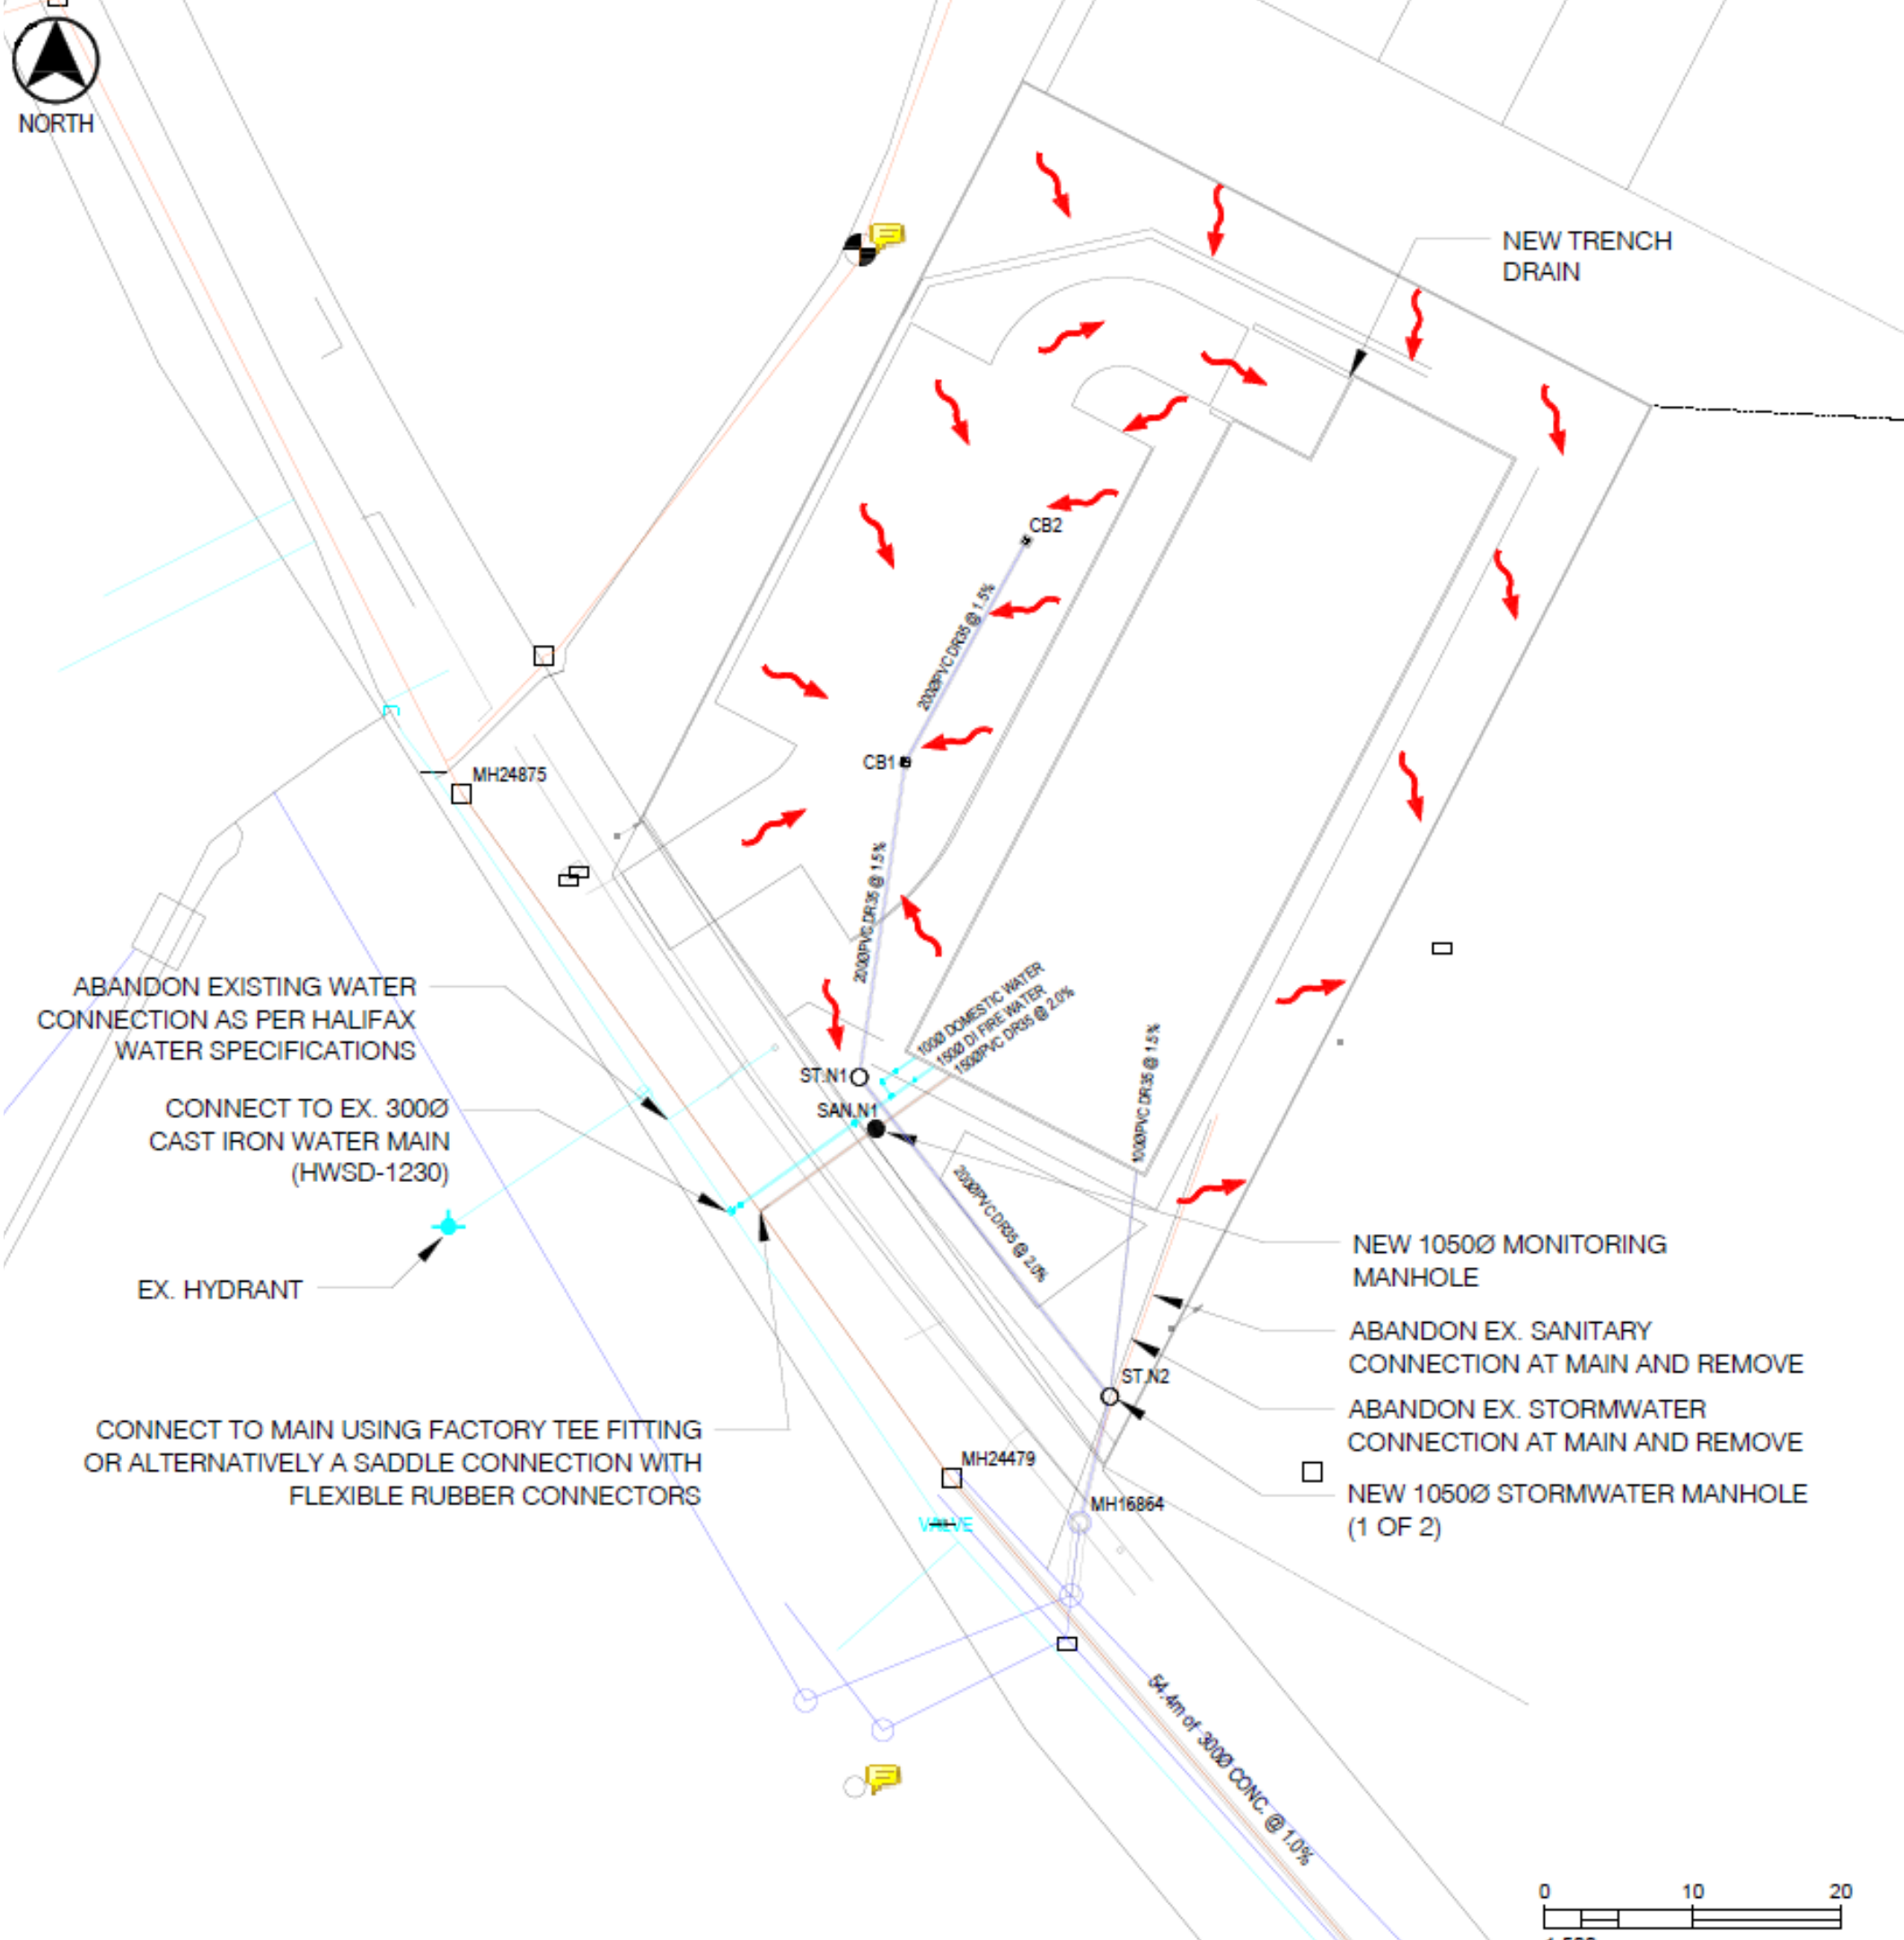 NORTH
NEW TRENCH
DRAIN
CB2
200ØPVC DR35 @ 1.5%
CB1
MH24875
200ØPVC DR35 @ 1.5%
ABANDON EXISTING WATER
CONNECTION AS PER HALIFAX
WATER SPECIFICATIONS
100Ø DOMESTIC WATER
150Ø DI FIRE WATER
150ØPVC DR35 @ 2.0%
100ØPVC DR35 @ 1.5%
ST.N1
SAN.N1
CONNECT TO EX. 300Ø
CAST IRON WATER MAIN
(HWSD-1230)
200ØPVC DR35 @ 2.0%
EX. HYDRANT
NEW 1050Ø MONITORING
MANHOLE
ABANDON EX. SANITARY
CONNECTION AT MAIN AND REMOVE
ST.N2
ABANDON EX. STORMWATER
CONNECTION AT MAIN AND REMOVE
CONNECT TO MAIN USING FACTORY TEE FITTING
OR ALTERNATIVELY A SADDLE CONNECTION WITH
FLEXIBLE RUBBER CONNECTORS
MH24479
NEW 1050Ø STORMWATER MANHOLE
(1 OF 2)
MH16864
VALVE
54.4m of 300Ø CONC. @ 1.0%
0 10 20